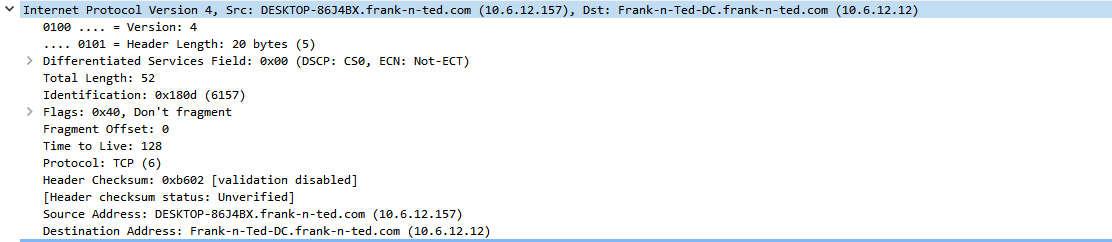 Internet Protocol Version 4, Src: DESKTOP-86J4BX.frank-n-ted.com (10.6.12.157), Dst: Frank-n-Ted-DC.frank-n-ted.com (10.6.12.12)
0100 .... = Version: 4
.... 0101 = Header Length: 20 bytes (5)
Differentiated Services Field: 0x00 (DSCP: CS0, ECN: Not-ECT)
Total Length: 52
Identification: 0x180d (6157)
Flags: 0x40, Don't fragment
Fragment Offset: 0
Time to Live: 128
Protocol: TCP (6)
Header Checksum: 0xb602 [validation disabled]
[Header checksum status: Unverified]
Source Address: DESKTOP-86J4BX.frank-n-ted.com (10.6.12.157)
Destination Address: Frank-n-Ted-DC.frank-n-ted.com (10.6.12.12)